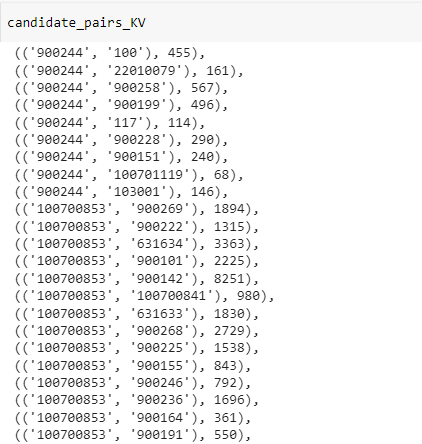 candidate_pairs_KV
(('900244', '100'), 455),
(('900244', '22010079'), 161),
(('900244', '900258'), 567),
(('900244', '900199'), 496),
(('900244', '117'), 114),
(('900244', '900228'), 290),
(('900244', '900151'), 240),
(('900244', '100701119'), 68),
(('900244', '103001'), 146),
(('100700853', '900269'), 1894),
(('100700853', '900222'), 1315),
(('100700853', '631634'), 3363),
(('100700853', '900101'), 2225),
(('100700853', '900142'), 8251),
(('100700853', '100700841'), 980),
(('100700853', '631633'), 1830),
(('100700853', '900268'), 2729),
(('100700853', '900225'), 1538),
(('100700853', '900155'), 843),
(('100700853', '900246'), 792),
(('100700853', '900236'), 1696),
(('100700853', '900164'), 361),
(('100700853', '900191'), 550),